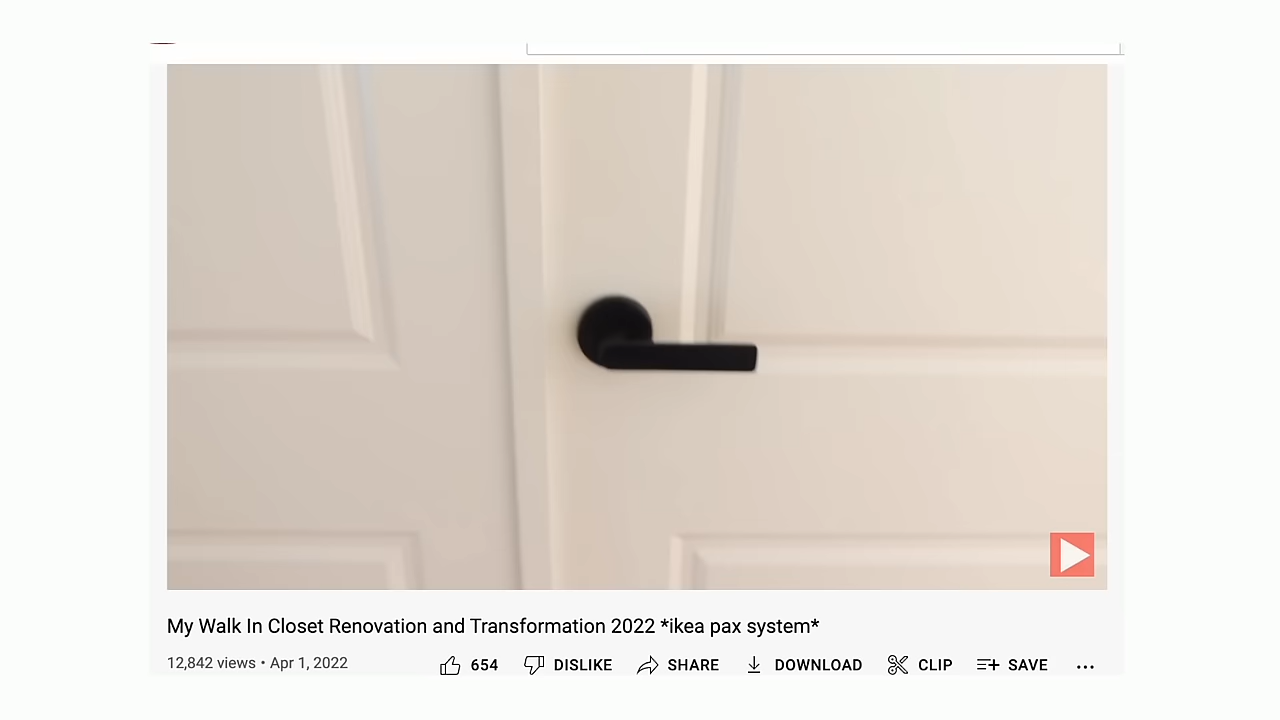 My Walk In Closet Renovation and Transformation 2022 *ikea pax system*
12,842 views • Apr 1, 2022 654 DISLIKE SHARE DOWNLOAD CLIP SAVE ...